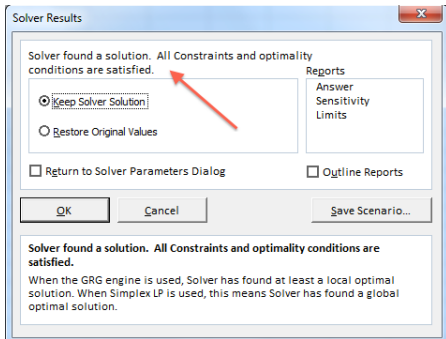 Solver Results
x
Solver found a solution. All Constraints and optimality
conditions are satisfied.
Reports
Keep Solver Solution
Restore Original Values
Answer
Sensitivity
Limits
Return to Solver Parameters Dialog
Outline Reports
OK
Cancel
Save Scenario...
Solver found a solution. All Constraints and optimality conditions are
satisfied.
When the GRG engine is used, Solver has found at least a local optimal
solution. When Simplex LP is used, this means Solver has found a global
optimal solution.